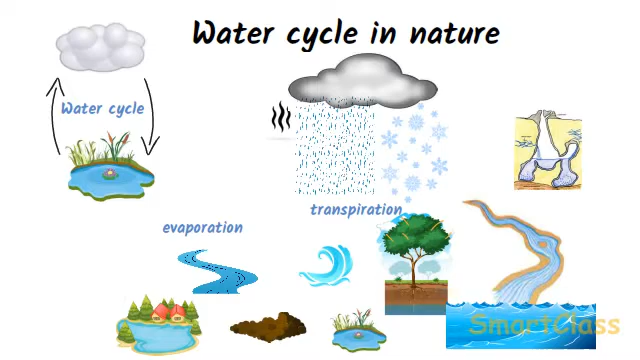 Water cycle in nature
Water cycle
transpiration
evaporation
SmartClass